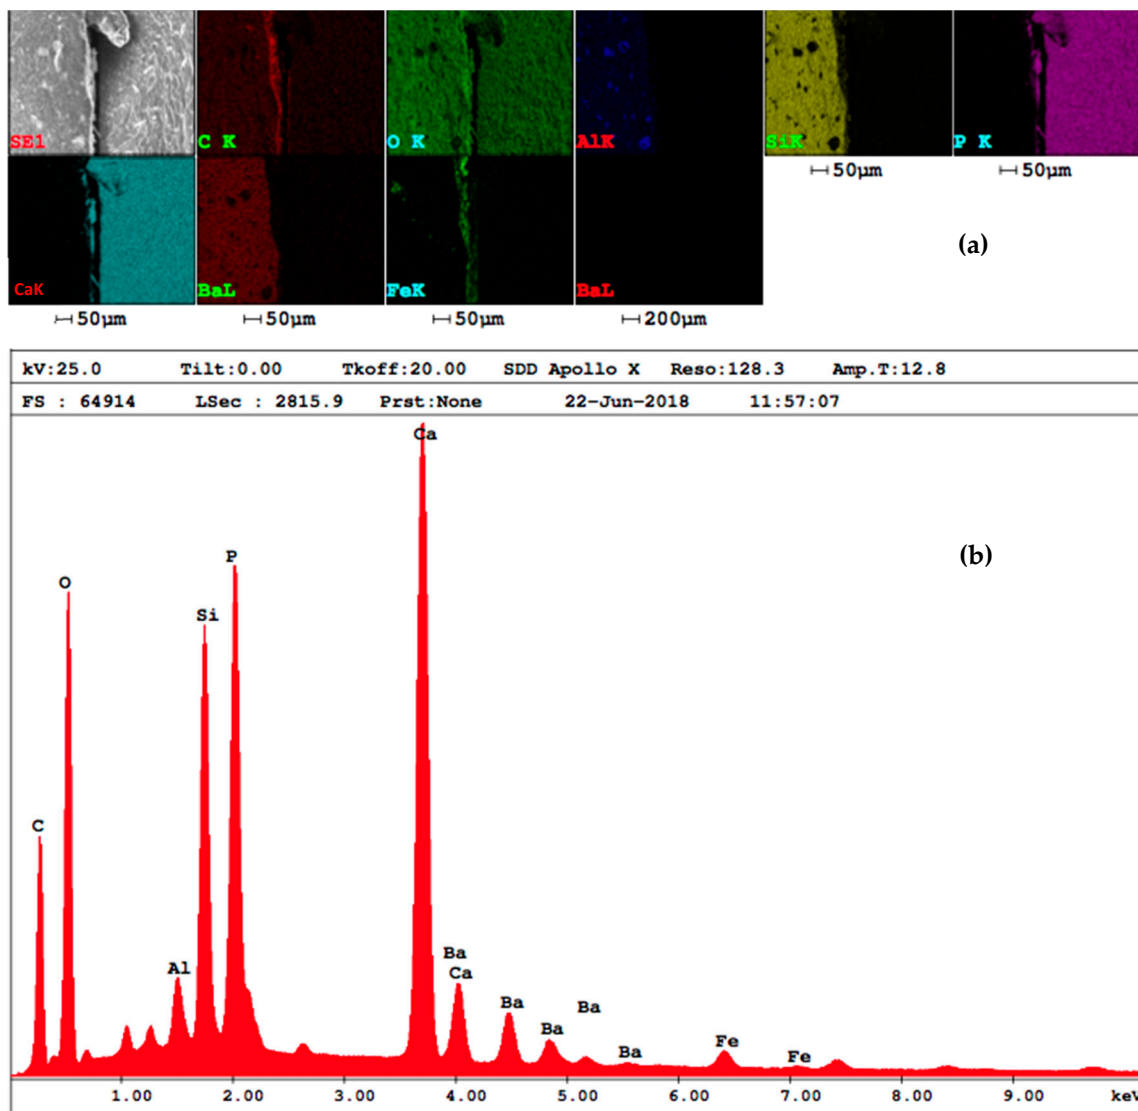 SE1 C K O K AlK SiK P K
50µm 50µm
CaK BaL FeK BaL
50µm 50µm 50µm 200µm
(a)
kV:25.0 Tilt:0.00 Tkoff:20.00 SDD Apollo X Reso:128.3 Amp.T:12.8
FS : 64914 LSec : 2815.9 Prst:None 22-Jun-2018 11:57:07
Ca
(b)
P
O
Si
C
Ba
Al
Ca
Ba
Ba
Ba
Fe
Ba
Fe
1.00 2.00 3.00 4.00 5.00 6.00 7.00 8.00 9.00 keV